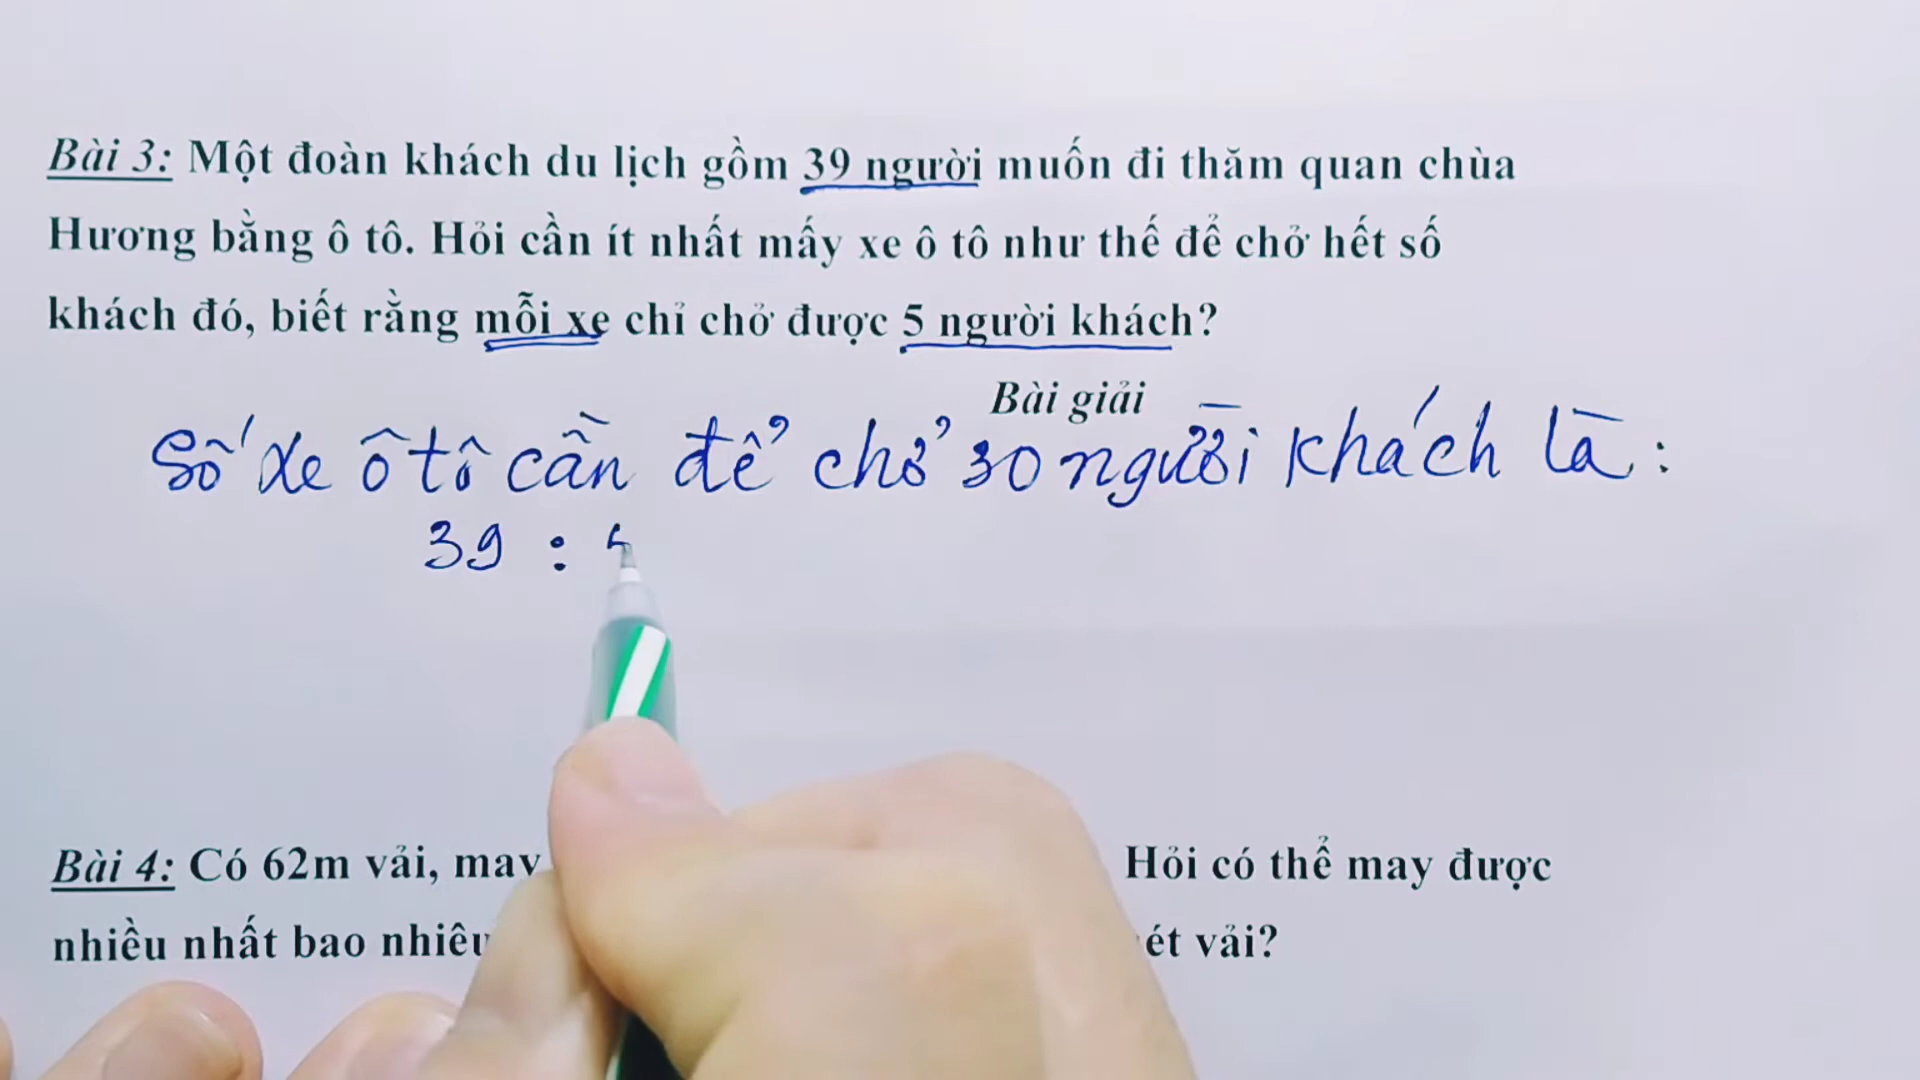 Bài 3: Một đoàn khách du lịch gồm 39 người muốn đi thăm quan chùa
Hương bằng ô tô. Hỏi cần ít nhất mấy xe ô tô như thế để chở hết số
khách đó, biết rằng mỗi xe chỉ chở được 5 người khách?
Bài giải
Số xe ô tô cần để chở 30 người khách là :
39 :
Bài 4: Có 62m vải, may Hỏi có thể may được
nhiều nhất bao nhiêu ét vải?